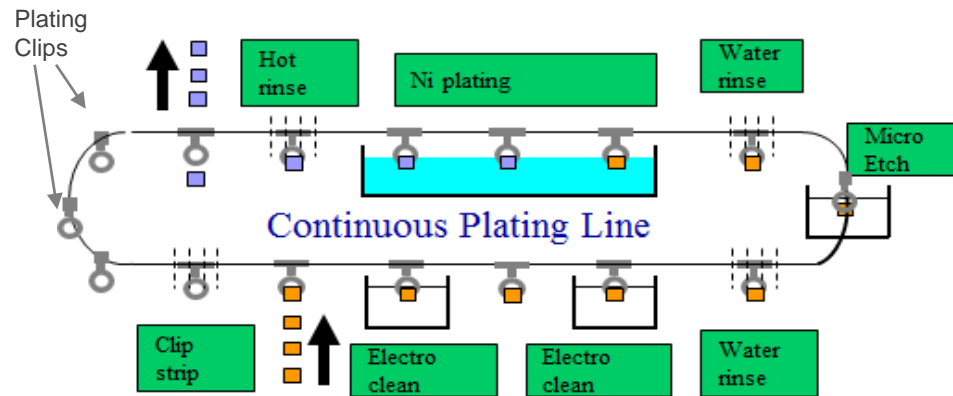 Plating
Clips
Hot
rinse
Ni plating
Water
rinse
Micro
Etch
Continuous Plating Line
Clip
strip
Electro
clean
Electro
clean
Water
rinse